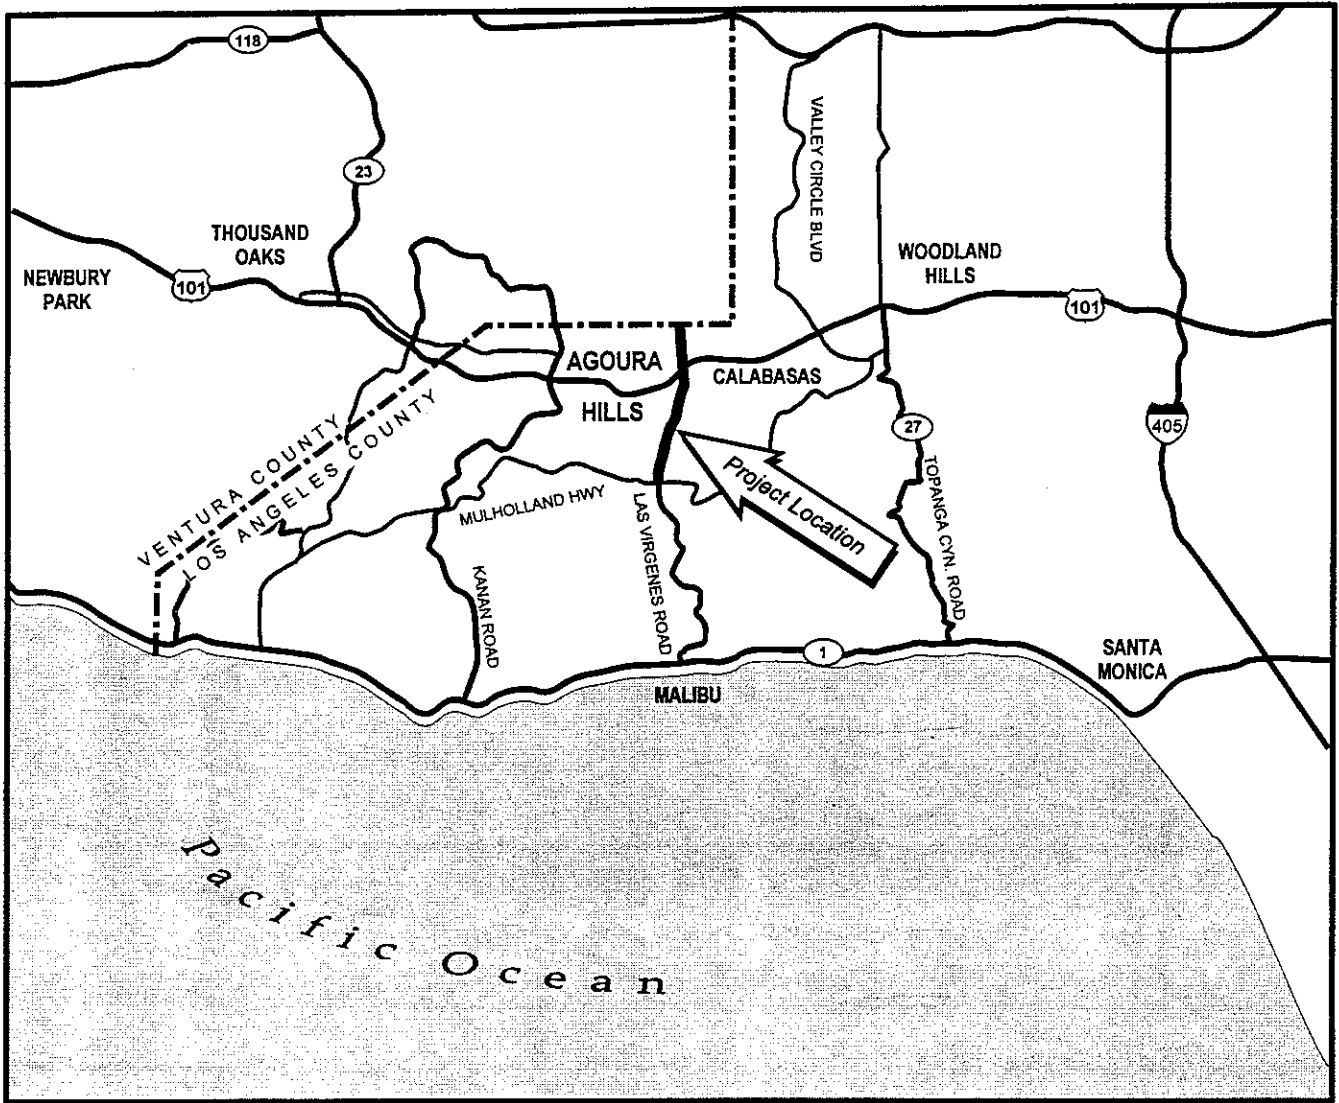 118
23
VALLEY CIRCLE BLVD
THOUSAND
OAKS
WOODLAND
HILLS
NEWBURY
PARK
101
101
AGOURA
HILLS
CALABASAS
VENTURA COUNTY
LOS ANGELES COUNTY
27
405
Project Location
TOPANGA CYN. ROAD
MULHOLLAND HWY
LAS VIRGENES ROAD
KANAN ROAD
1
SANTA
MONICA
MALIBU
Pacific Ocean